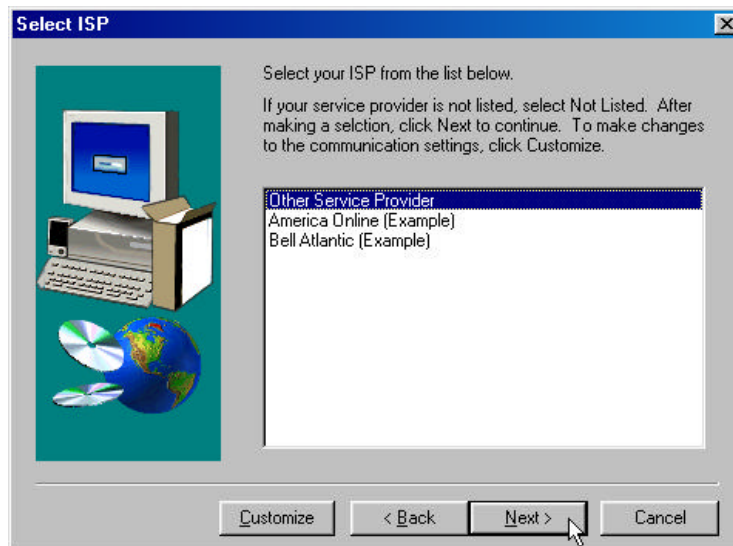 Select ISP
Select your ISP from the list below.
If your service provider is not listed, select Not Listed. After
making a selction, click Next to continue. To make changes
to the communication settings, click Customize.
Other Service Provider
America Online (Example)
Bell Atlantic (Example)
Customize
< Back
Next >
Cancel